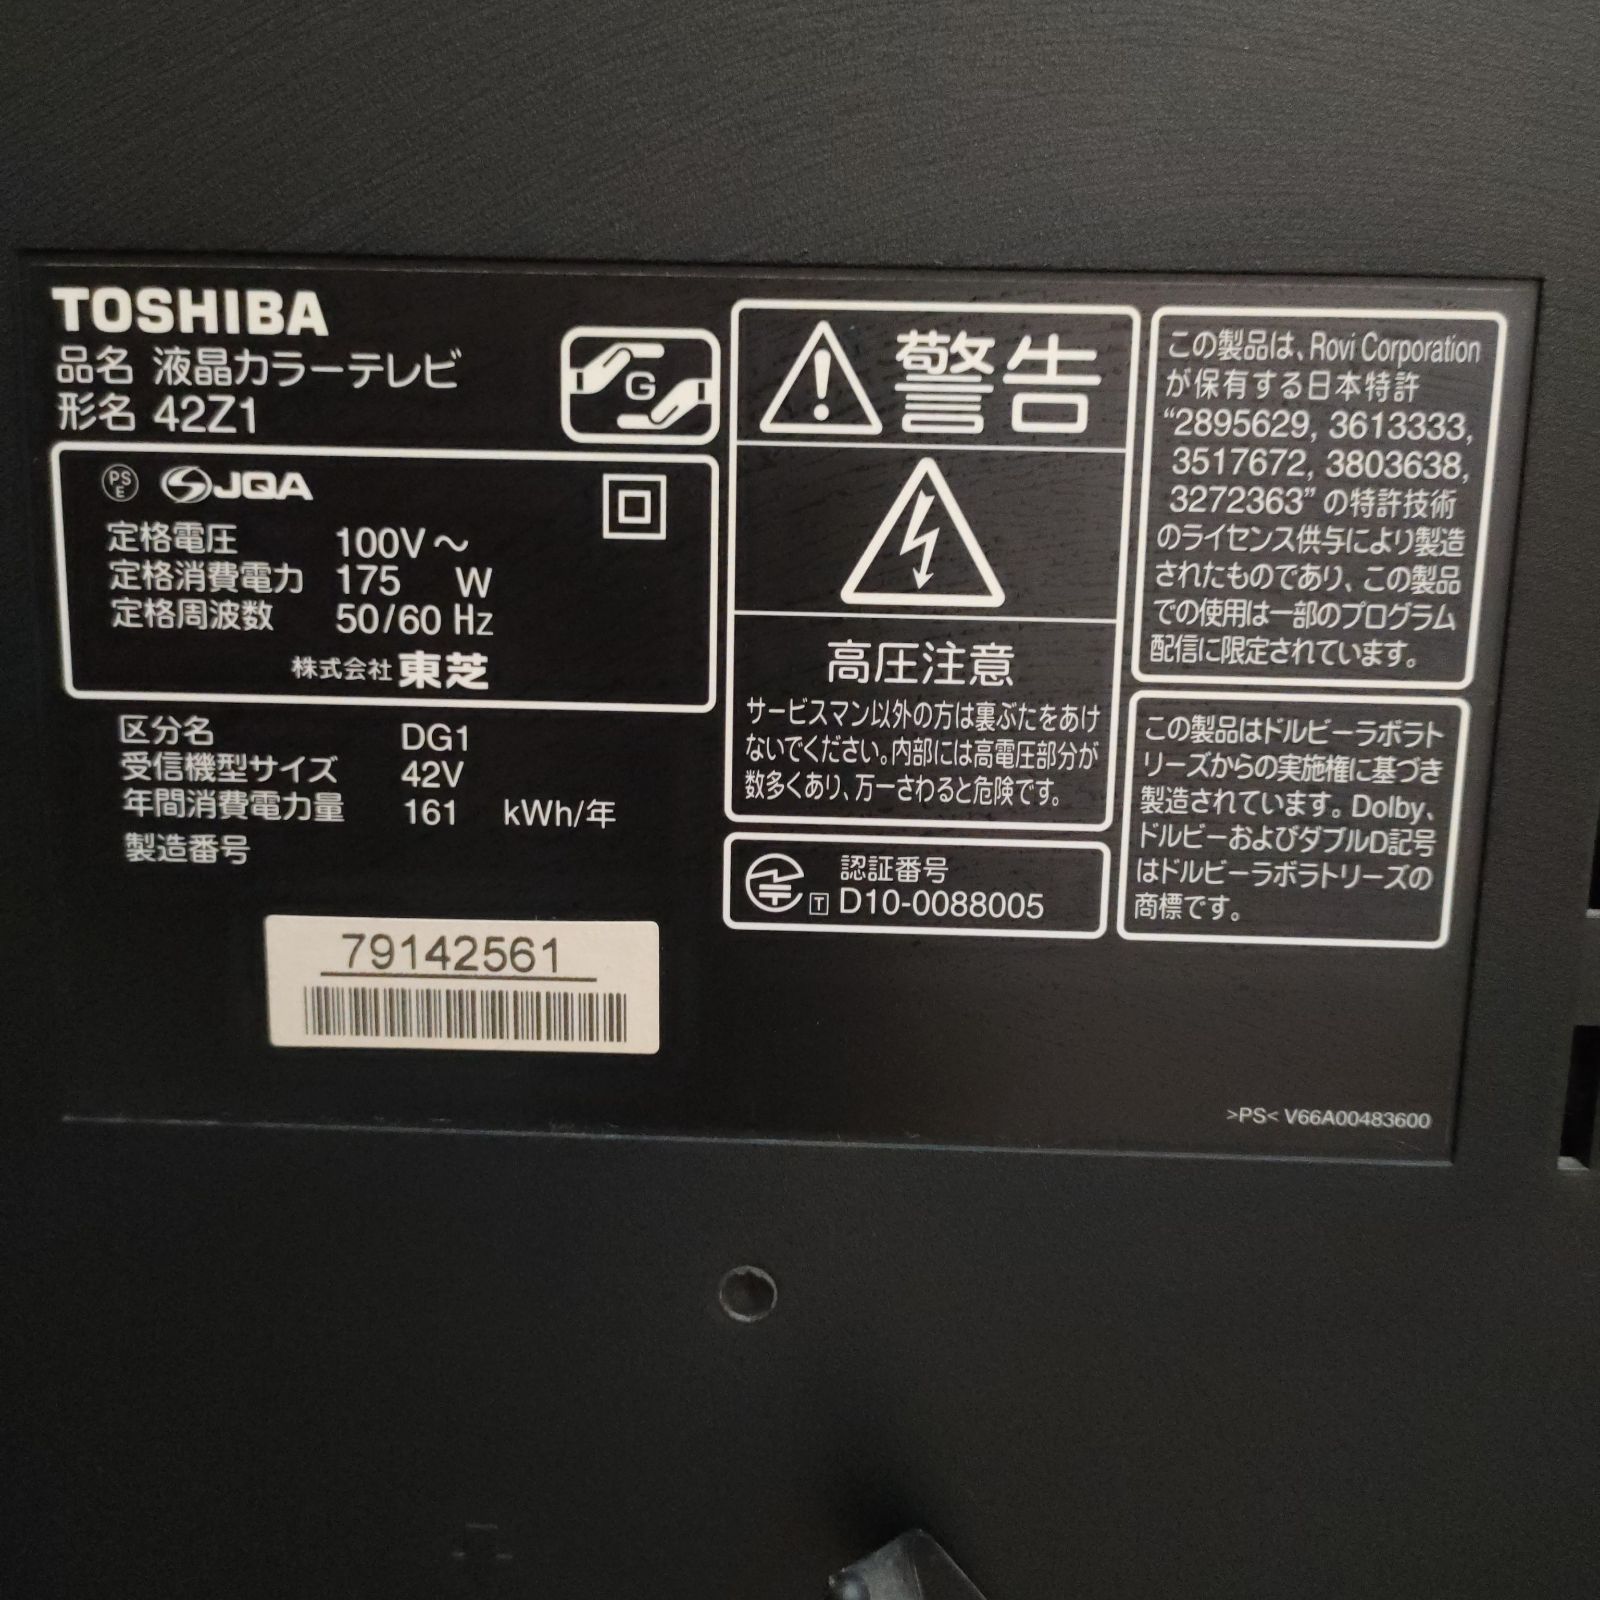 TOSHIBA
品名 液晶カラーテレビ
形名 42Z1
G
PS
E
JQA
定格電圧 100V～
定格消費電力 175 W
定格周波数 50/60 Hz
株式会社 東芝
区分名 DG1
受信機型サイズ 42V
年間消費電力量 161 kWh/年
製造番号
79142561
警告
高圧注意
サービスマン以外の方は裏ぶたをあけ
ないでください。内部には高電圧部分が
数多くあり、万一さわると危険です。
認証番号
T D10-0088005
この製品は、Rovi Corporation
が保有する日本特許
“2895629, 3613333,
3517672, 3803638,
3272363” の特許技術
のライセンス供与により製造
されたものであり、この製品
での使用は一部のプログラム
配信に限定されています。
この製品はドルビーラボラト
リーズからの実施権に基づき
製造されています。Dolby、
ドルビーおよびダブルD記号
はドルビーラボラトリーズの
商標です。
>PS< V66A00483600